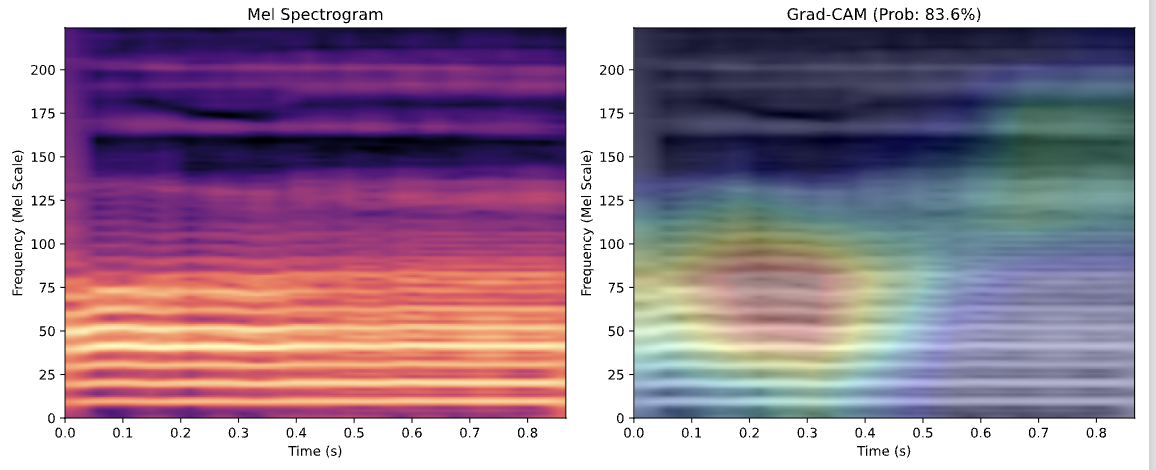 Mel Spectrogram
Frequency (Mel Scale)
200
175
150
125
100
75
50
25
0
0.0 0.1 0.2 0.3 0.4 0.5 0.6 0.7 0.8
Time (s)
Grad-CAM (Prob: 83.6%)
Frequency (Mel Scale)
200
175
150
125
100
75
50
25
0
0.0 0.1 0.2 0.3 0.4 0.5 0.6 0.7 0.8
Time (s)